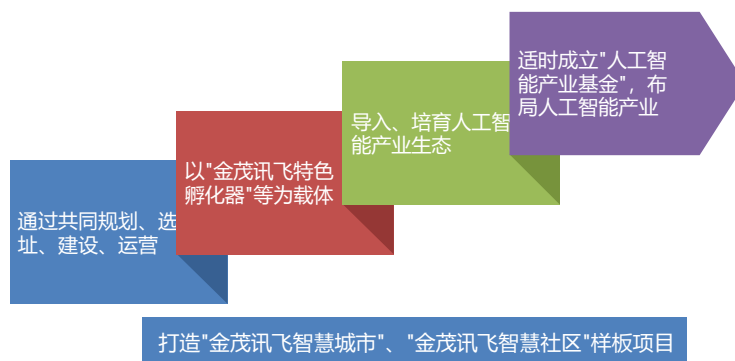 通过共同规划、选
址、建设、运营
以"金茂讯飞特色
孵化器"等为载体
导入、培育人工智
能产业生态
适时成立"人工智
能产业基金"，布
局人工智能产业
打造"金茂讯飞智慧城市"、"金茂讯飞智慧社区"样板项目